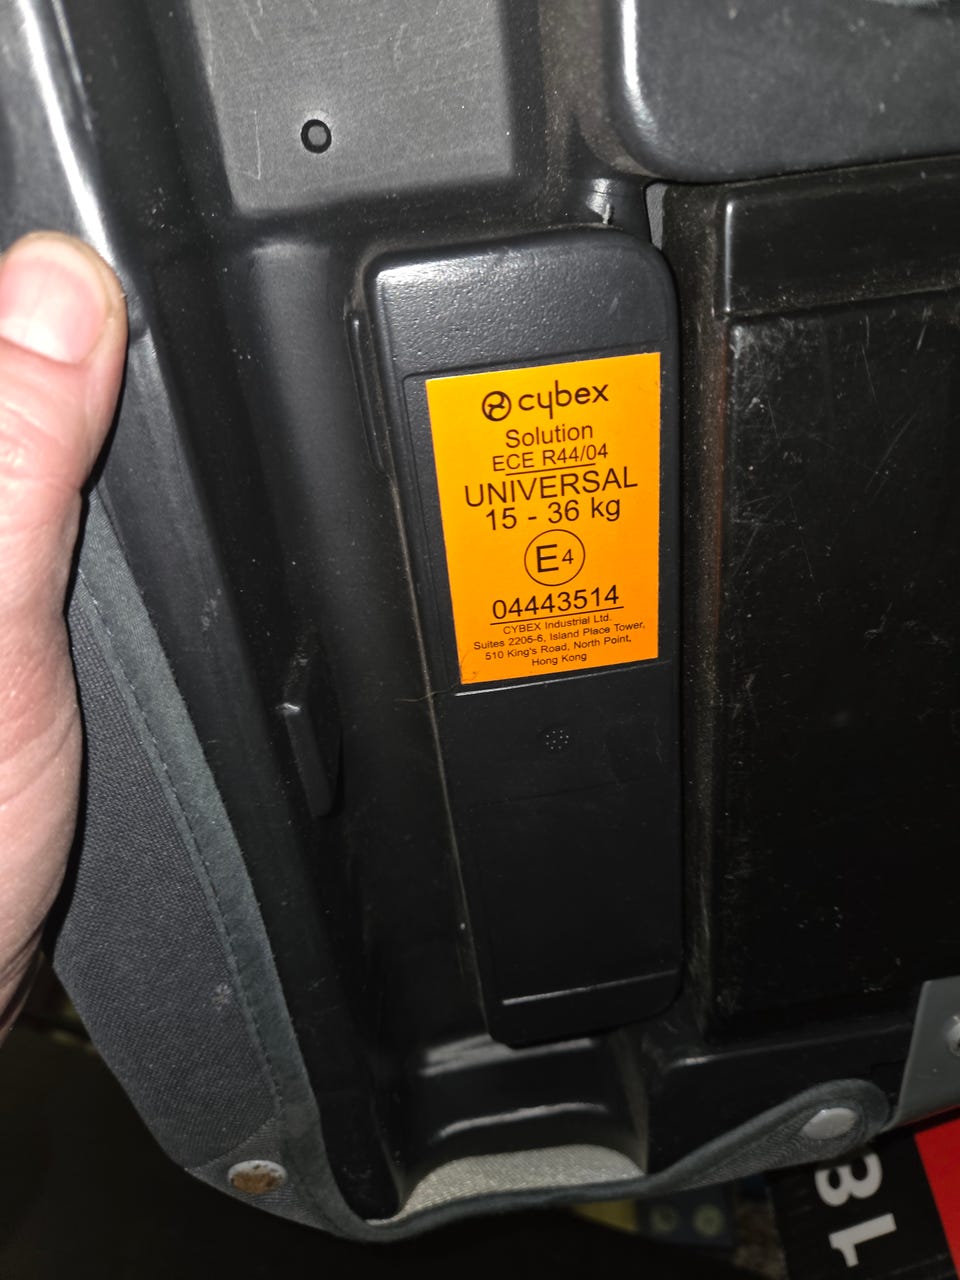 cybex
Solution
ECE R44/04
UNIVERSAL
15 - 36 kg
E4
04443514
CYBEX Industrial Ltd.
Suites 2205-6, Island Place Tower,
510 King's Road, North Point,
Hong Kong
18